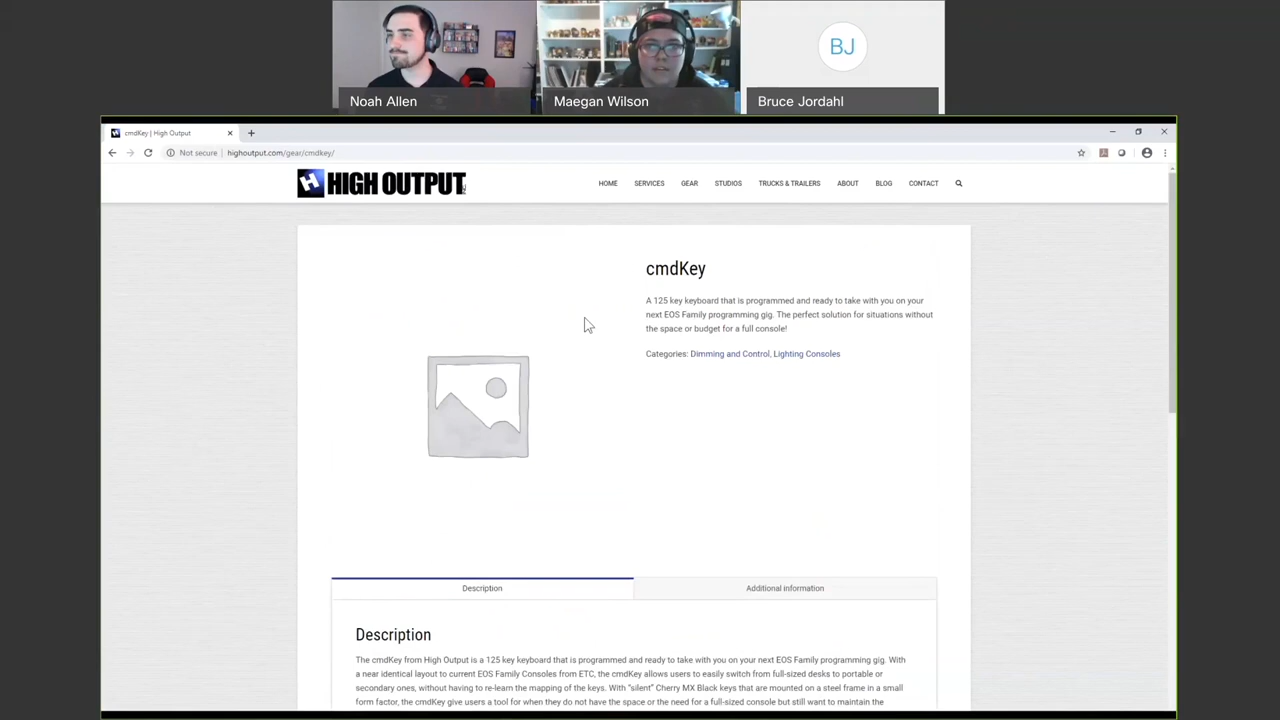 BJ
Noah Allen
Maegan Wilson
Bruce Jordahl
cmdKey | High Output
Not secure
highoutput.com/gear/cmdkey/
H HIGH OUTPUT INC.
HOME SERVICES GEAR STUDIOS TRUCKS & TRAILERS ABOUT BLOG CONTACT
cmdKey
A 125 key keyboard that is programmed and ready to take with you on your
next EOS Family programming gig. The perfect solution for situations without
the space or budget for a full console!
Categories: Dimming and Control, Lighting Consoles
Description
Additional information
Description
The cmdKey from High Output is a 125 key keyboard that is programmed and ready to take with you on your next EOS Family programming gig. With
a near identical layout to current EOS Family Consoles from ETC, the cmdKey allows users to easily switch from full-sized desks to portable or
secondary ones, without having to re-learn the mapping of the keys. With "silent" Cherry MX Black keys that are mounted on a steel frame in a small
form factor, the cmdKey give users a tool for when they do not have the space or the need for a full-sized console but still want to maintain the